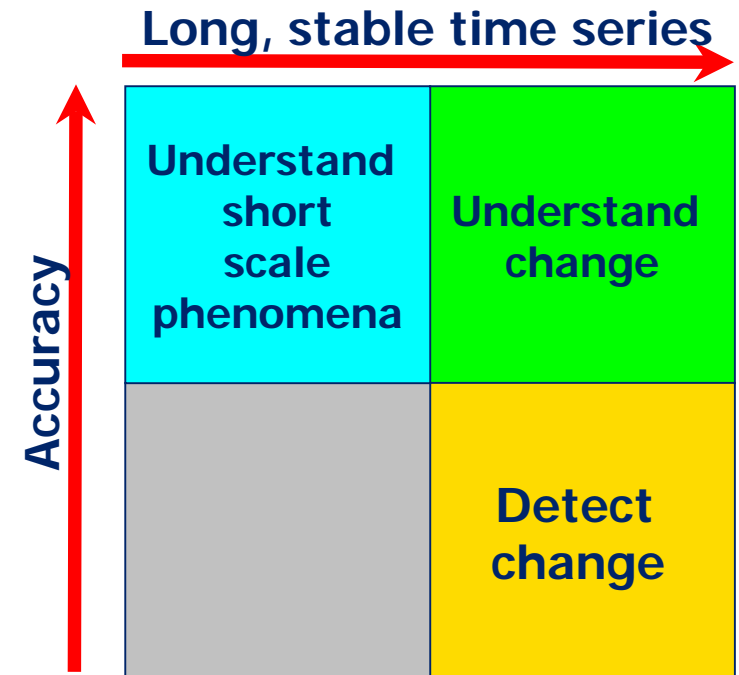 Long, stable time series
Accuracy
Understand
short
scale
phenomena
Understand
change
Detect
change